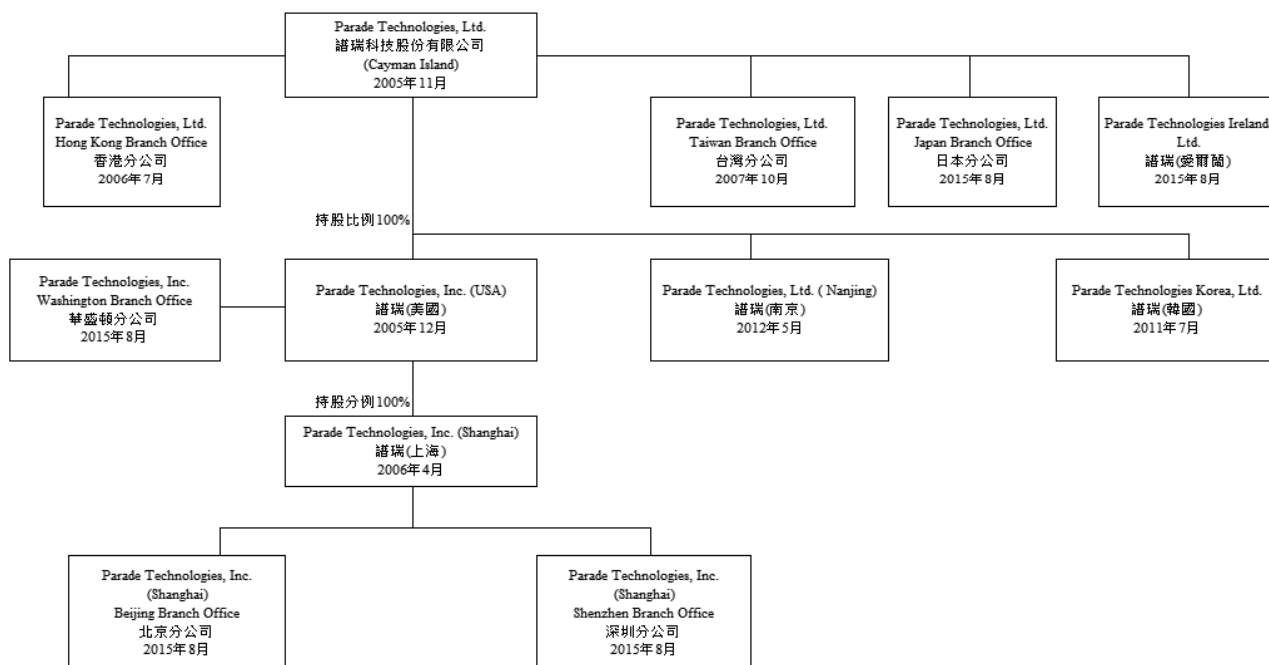 Parade Technologies, Ltd.
譜瑞科技股份有限公司
(Cayman Island)
2005年11月
Parade Technologies, Ltd.
Hong Kong Branch Office
香港分公司
2006年7月
Parade Technologies, Ltd.
Taiwan Branch Office
台灣分公司
2007年10月
Parade Technologies, Ltd.
Japan Branch Office
日本分公司
2015年8月
Parade Technologies Ireland
Ltd.
譜瑞(愛爾蘭)
2015年8月
持股比例100%
Parade Technologies, Inc.
Washington Branch Office
華盛頓分公司
2015年8月
Parade Technologies, Inc. (USA)
譜瑞(美國)
2005年12月
Parade Technologies, Ltd. ( Nanjing)
譜瑞(南京)
2012年5月
Parade Technologies Korea, Ltd.
譜瑞(韓國)
2011年7月
持股分例100%
Parade Technologies, Inc. (Shanghai)
譜瑞(上海)
2006年4月
Parade Technologies, Inc.
(Shanghai)
Beijing Branch Office
北京分公司
2015年8月
Parade Technologies, Inc.
(Shanghai)
Shenzhen Branch Office
深圳分公司
2015年8月